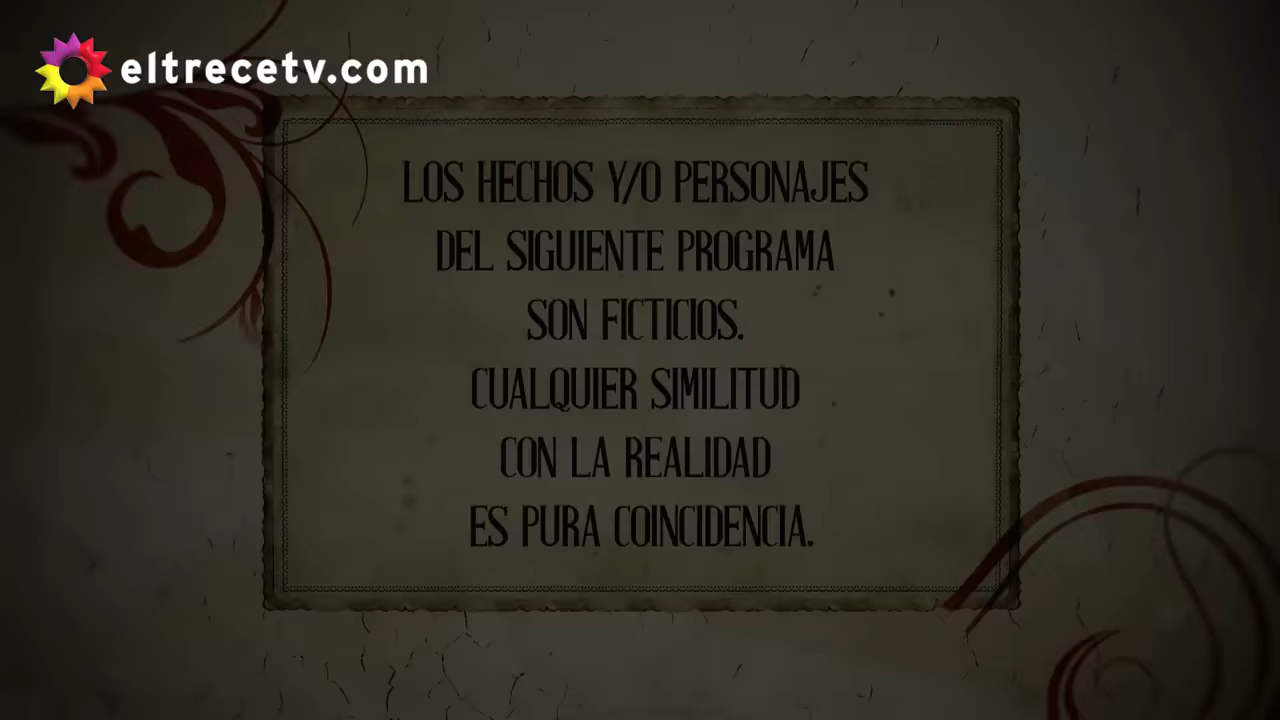 eltrecetv.com
LOS HECHOS Y/O PERSONAJES
DEL SIGUIENTE PROGRAMA
SON FICTICIOS.
CUALQUIER SIMILITUD
CON LA REALIDAD
ES PURA COINCIDENCIA.